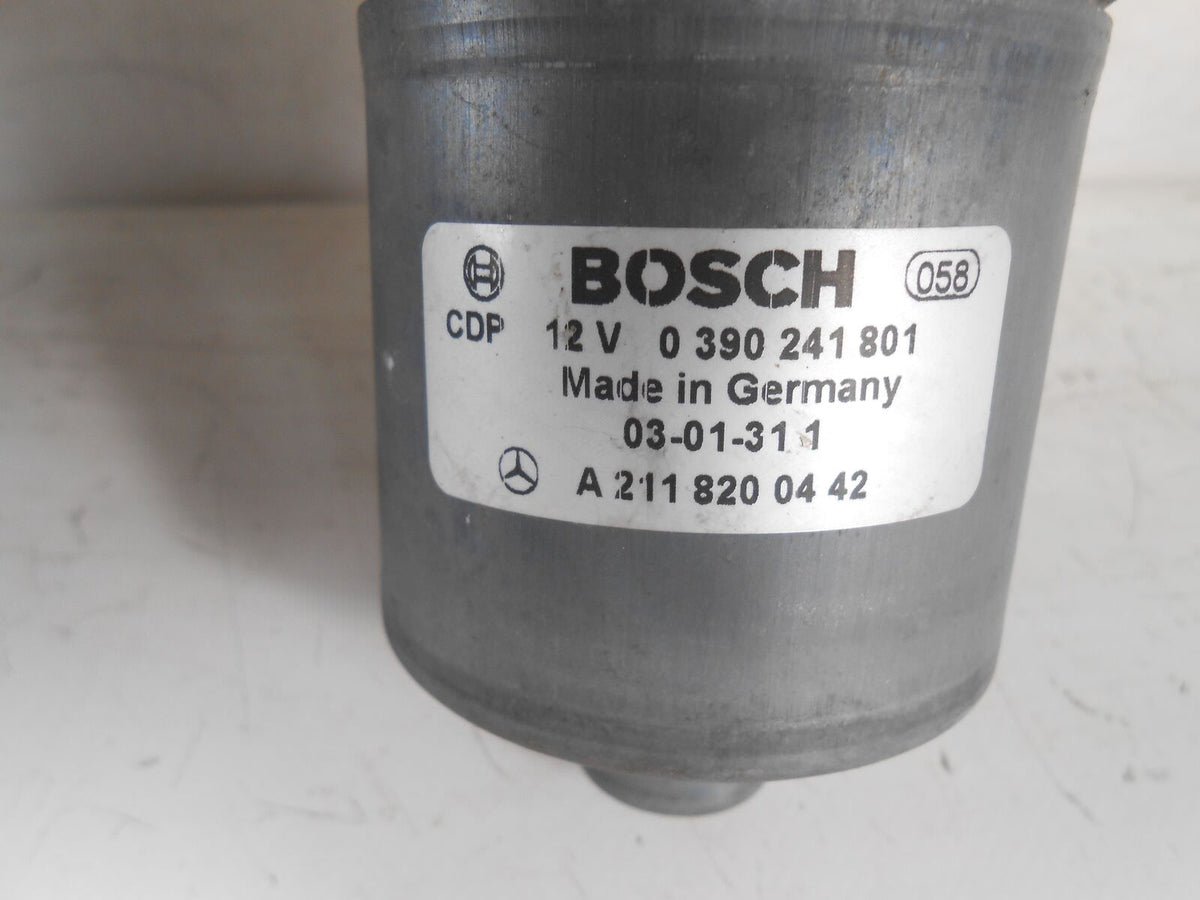 BOSCH 058
CDP 12 V 0 390 241 801
Made in Germany
03-01-31 1
A 211 820 04 42